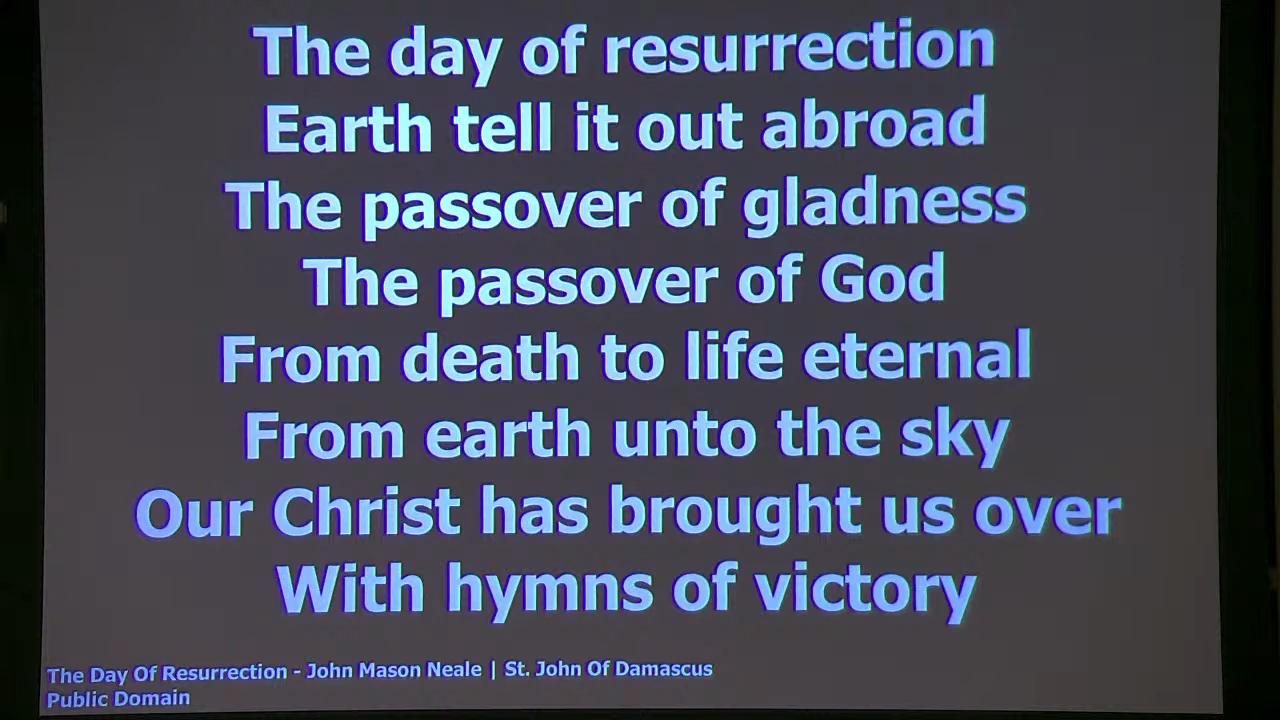 The day of resurrection
Earth tell it out abroad
The passover of gladness
The passover of God
From death to life eternal
From earth unto the sky
Our Christ has brought us over
With hymns of victory
The Day Of Resurrection - John Mason Neale | St. John Of Damascus
Public Domain